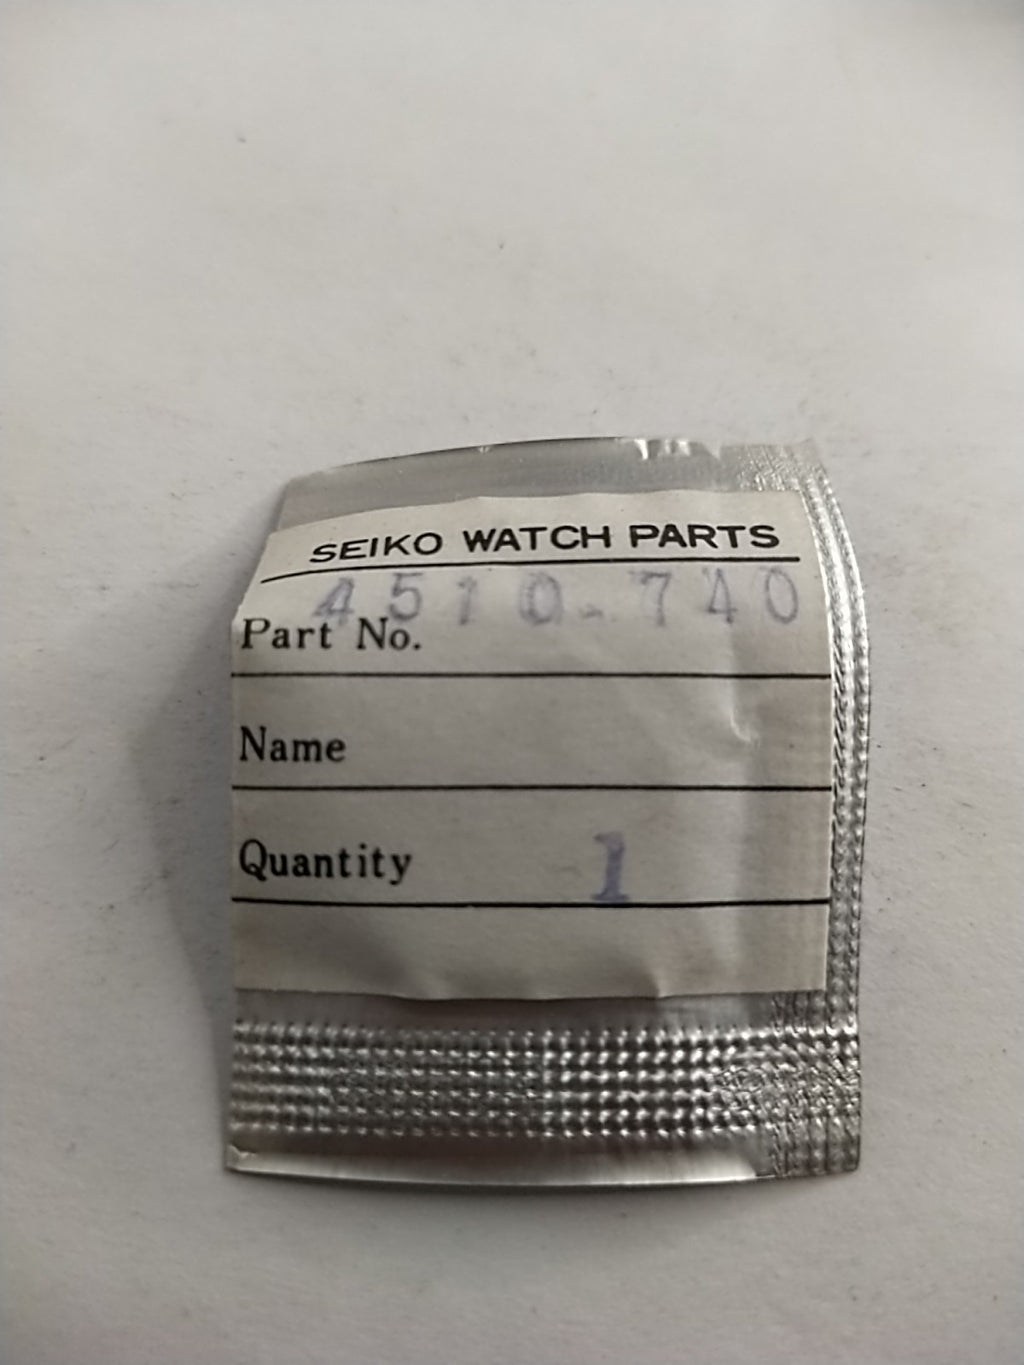 SEIKO WATCH PARTS
Part No. 4510-740
Name
Quantity 1